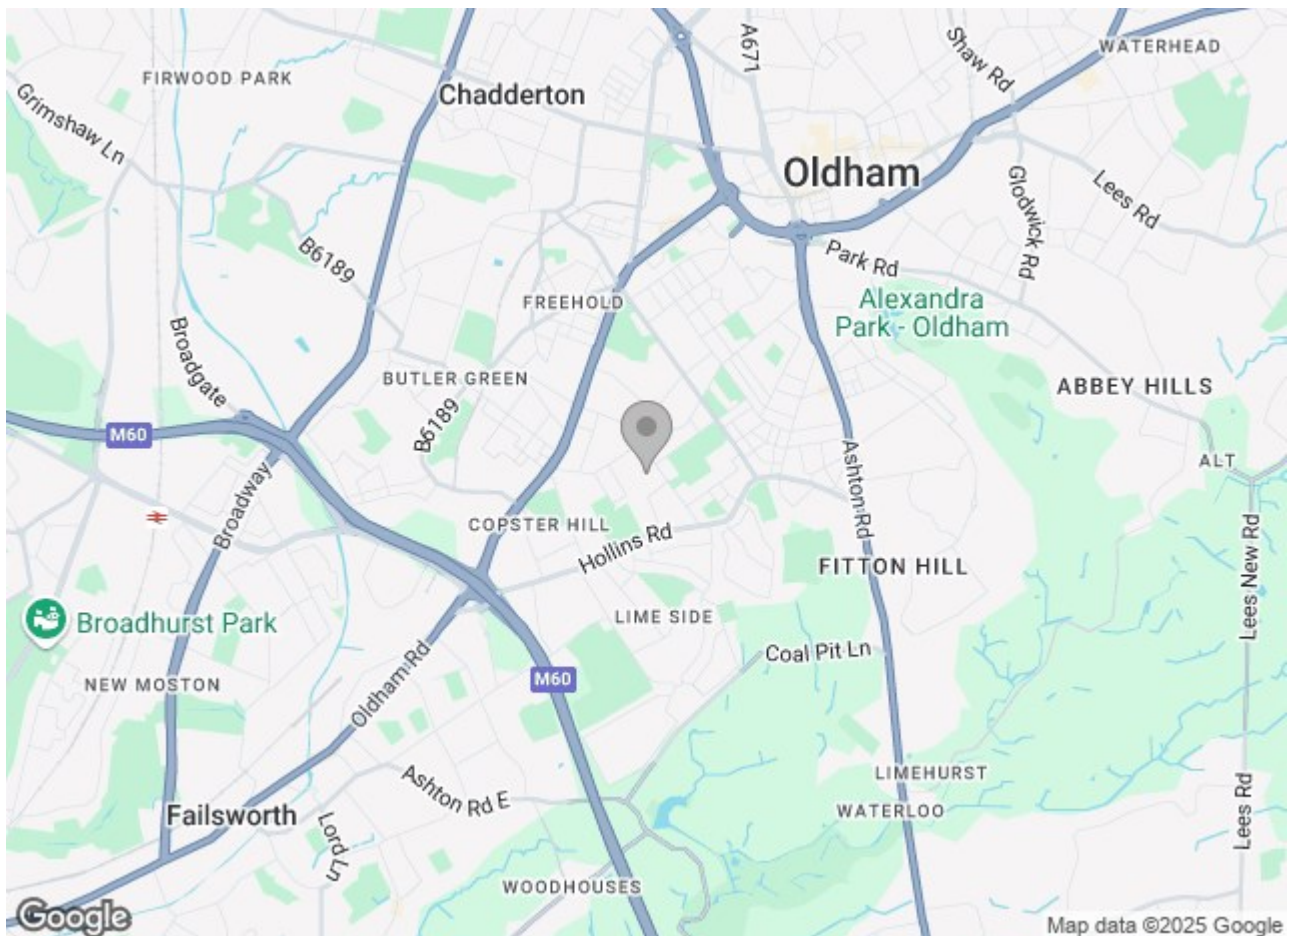 A671
Shaw Rd
WATERHEAD
FIRWOOD PARK
Chadderton
Grimshaw Ln
Oldham
Glodwick Rd
Lees Rd
B6189
Park Rd
FREEHOLD
Alexandra
Park - Oldham
Broadgate
BUTLER GREEN
ABBEY HILLS
B6189
M60
Ashton Rd
ALT
Broadway
COPSTER HILL
Hollins Rd
FITTON HILL
Lees New Rd
Broadhurst Park
LIME SIDE
Coal Pit Ln
NEW MOSTON
Oldham Rd
M60
LIMEHURST
Ashton Rd E
WATERLOO
Failsworth
Lord Ln
Lees Rd
WOODHOUSES
Google
Map data ©2025 Google